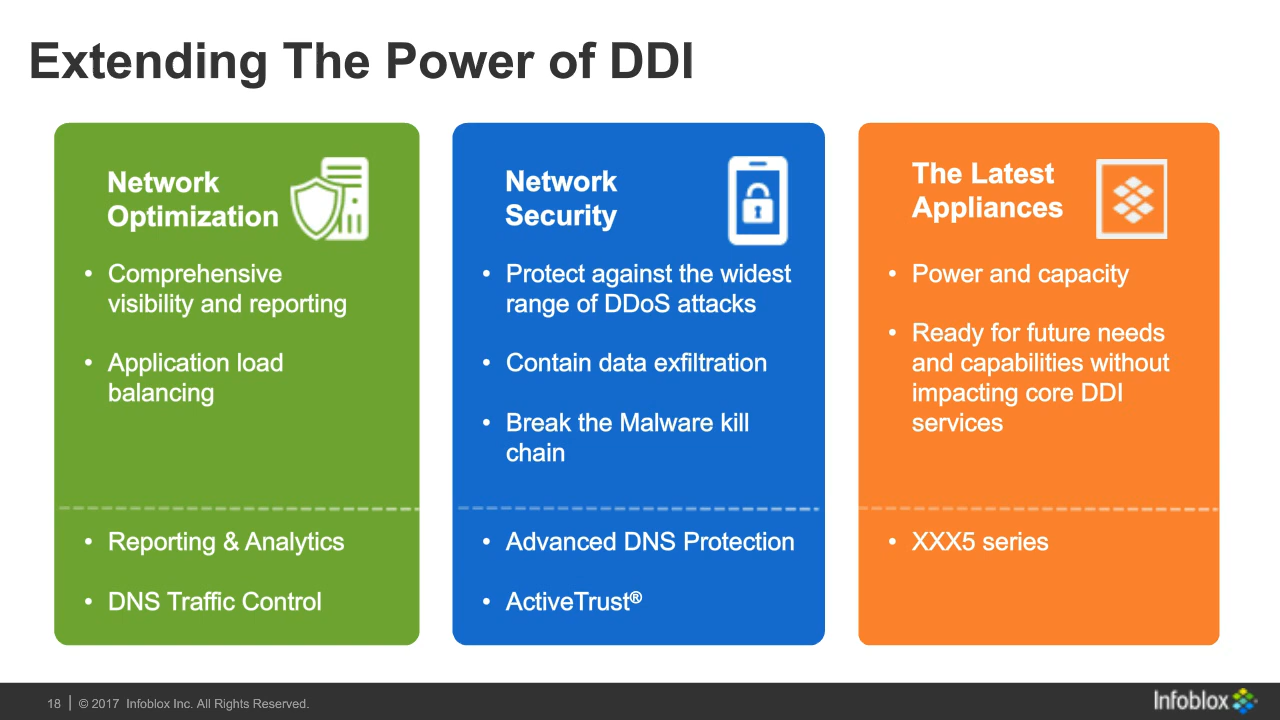 Extending The Power of DDI
Network
Optimization
• Comprehensive
visibility and reporting
• Application load
balancing
• Reporting & Analytics
• DNS Traffic Control
Network
Security
• Protect against the widest
range of DDoS attacks
• Contain data exfiltration
• Break the Malware kill
chain
• Advanced DNS Protection
• ActiveTrust®
The Latest
Appliances
• Power and capacity
• Ready for future needs
and capabilities without
impacting core DDI
services
• XXX5 series
18 | © 2017 Infoblox Inc. All Rights Reserved.
Infoblox